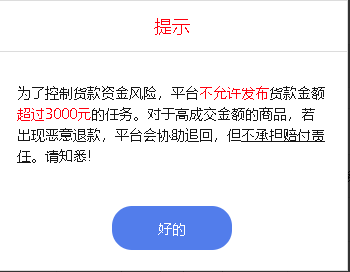 提示
为了控制货款资金风险，平台不允许发布货款金额
超过3000元的任务。对于高成交金额的商品，若
出现恶意退款，平台会协助追回，但不承担赔付责
任。请知悉！
好的